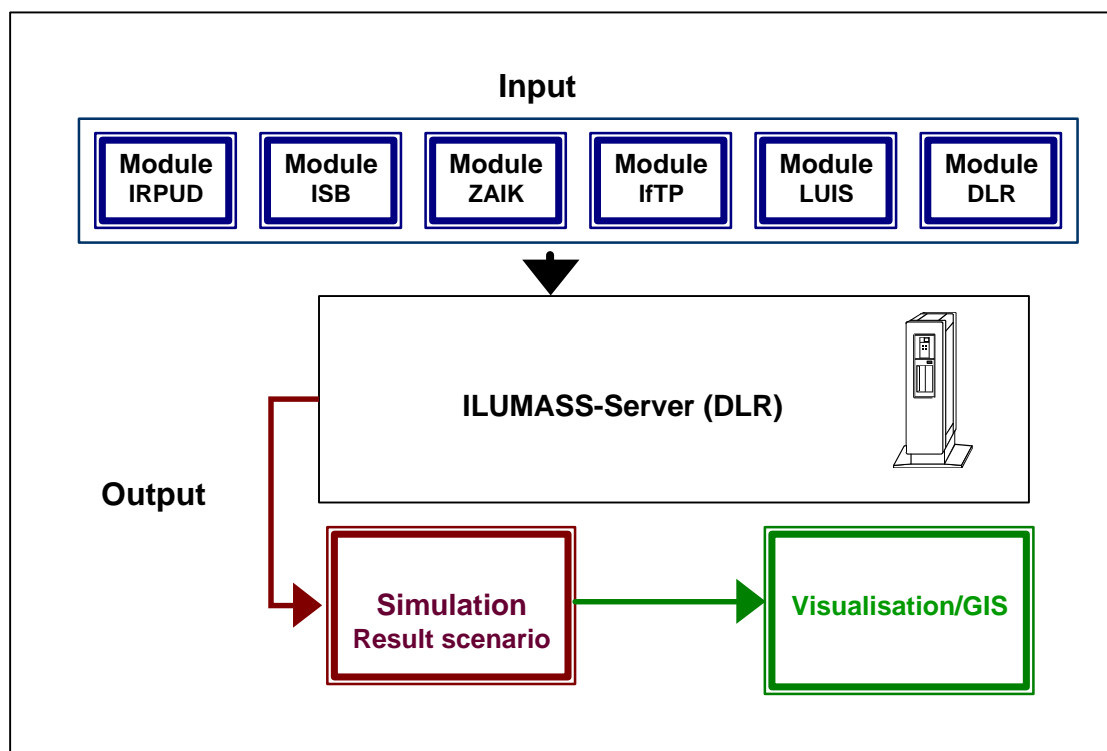 Input
Module
IRPUD
Module
ISB
Module
ZAIK
Module
IfTP
Module
LUIS
Module
DLR
ILUMASS-Server (DLR)
Output
Simulation
Result scenario
Visualisation/GIS